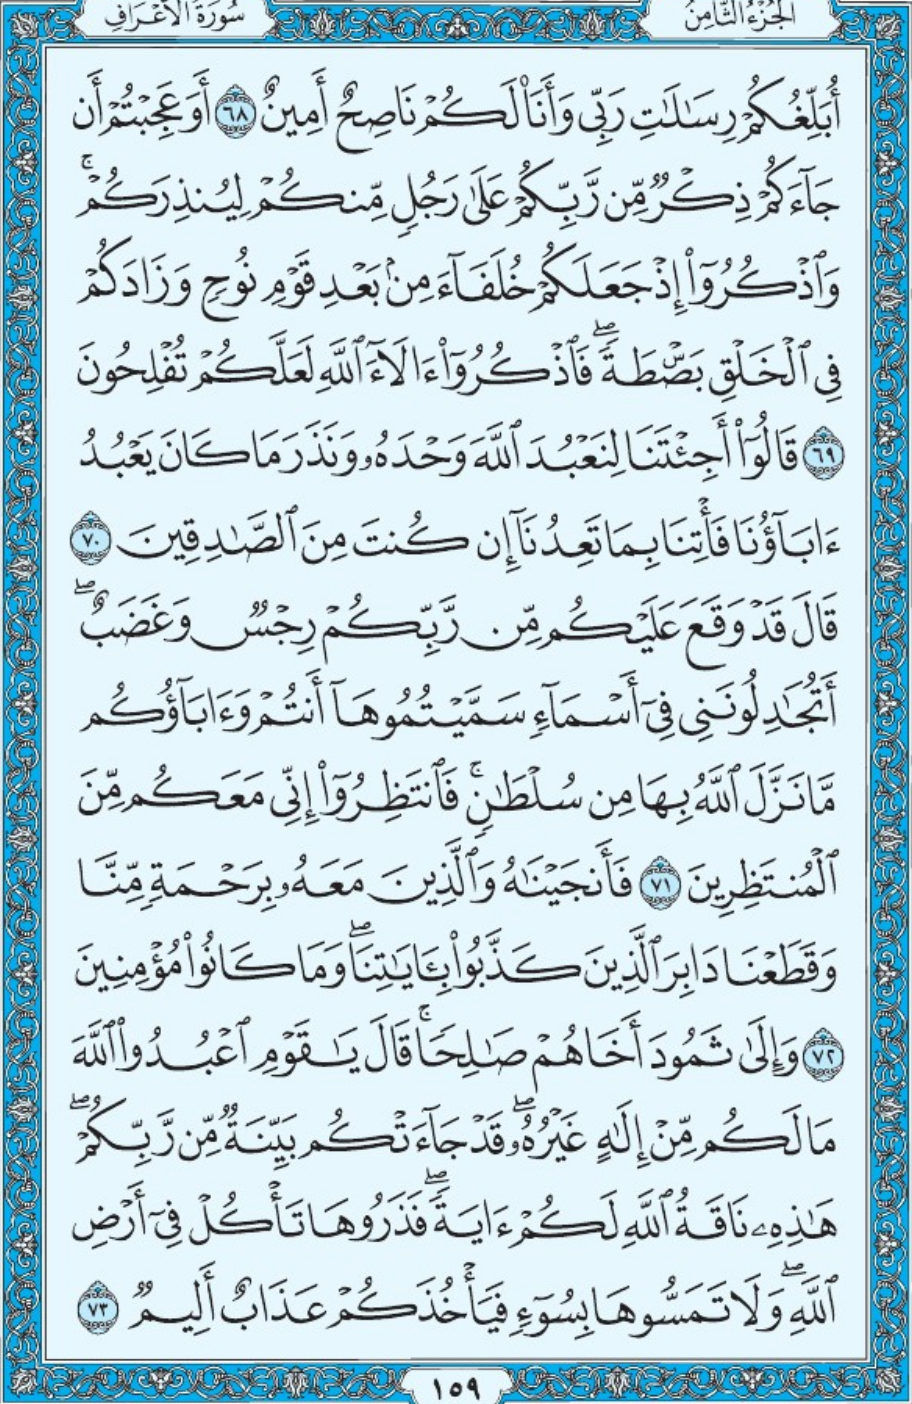 سُورَةُ الْأَعْرَافِ
الجُزْءُ الثَّامِنُ
أُبَلِّغُكُمْ رِسَٰلَٰتِ رَبِّى وَأَنَا۠ لَكُمْ نَاصِحٌ أَمِينٌ ٦٨ أَوَعَجِبْتُمْ أَن
جَآءَكُمْ ذِكْرٌ مِّن رَّبِّكُمْ عَلَىٰ رَجُلٍ مِّنكُمْ لِيُنذِرَكُمْ ۚ
وَٱذْكُرُوٓا۟ إِذْ جَعَلَكُمْ خُلَفَآءَ مِنۢ بَعْدِ قَوْمِ نُوحٍ وَزَادَكُمْ
فِى ٱلْخَلْقِ بَصْۜطَةً ۖ فَٱذْكُرُوٓا۟ ءَالَآءَ ٱللَّهِ لَعَلَّكُمْ تُفْلِحُونَ
٦٩ قَالُوٓا۟ أَجِئْتَنَا لِنَعْبُدَ ٱللَّهَ وَحْدَهُۥ وَنَذَرَ مَا كَانَ يَعْبُدُ
ءَابَآؤُنَا فَأْتِنَا بِمَا تَعِدُنَآ إِن كُنتَ مِنَ ٱلصَّٰدِقِينَ ٧٠
قَالَ قَدْ وَقَعَ عَلَيْكُم مِّن رَّبِّكُمْ رِجْسٌ وَغَضَبٌ ۖ
أَتُجَٰدِلُونَنِى فِىٓ أَسْمَآءٍ سَمَّيْتُمُوهَآ أَنتُمْ وَءَابَآؤُكُم
مَّا نَزَّلَ ٱللَّهُ بِهَا مِن سُلْطَٰنٍ ۚ فَٱنتَظِرُوٓا۟ إِنِّى مَعَكُم مِّنَ
ٱلْمُنتَظِرِينَ ٧١ فَأَنجَيْنَٰهُ وَٱلَّذِينَ مَعَهُۥ بِرَحْمَةٍ مِّنَّا
وَقَطَعْنَا دَابِرَ ٱلَّذِينَ كَذَّبُوا۟ بِـَٔايَٰتِنَا ۖ وَمَا كَانُوا۟ مُؤْمِنِينَ
٧٢ وَإِلَىٰ ثَمُودَ أَخَاهُمْ صَٰلِحًا ۚ قَالَ يَٰقَوْمِ ٱعْبُدُوا۟ ٱللَّهَ
مَا لَكُم مِّنْ إِلَٰهٍ غَيْرُهُۥ ۖ قَدْ جَآءَتْكُم بَيِّنَةٌ مِّن رَّبِّكُمْ ۖ
هَٰذِهِۦ نَاقَةُ ٱللَّهِ لَكُمْ ءَايَةً ۖ فَذَرُوهَا تَأْكُلْ فِىٓ أَرْضِ
ٱللَّهِ ۖ وَلَا تَمَسُّوهَا بِسُوٓءٍ فَيَأْخُذَكُمْ عَذَابٌ أَلِيمٌ ٧٣
١٥٩